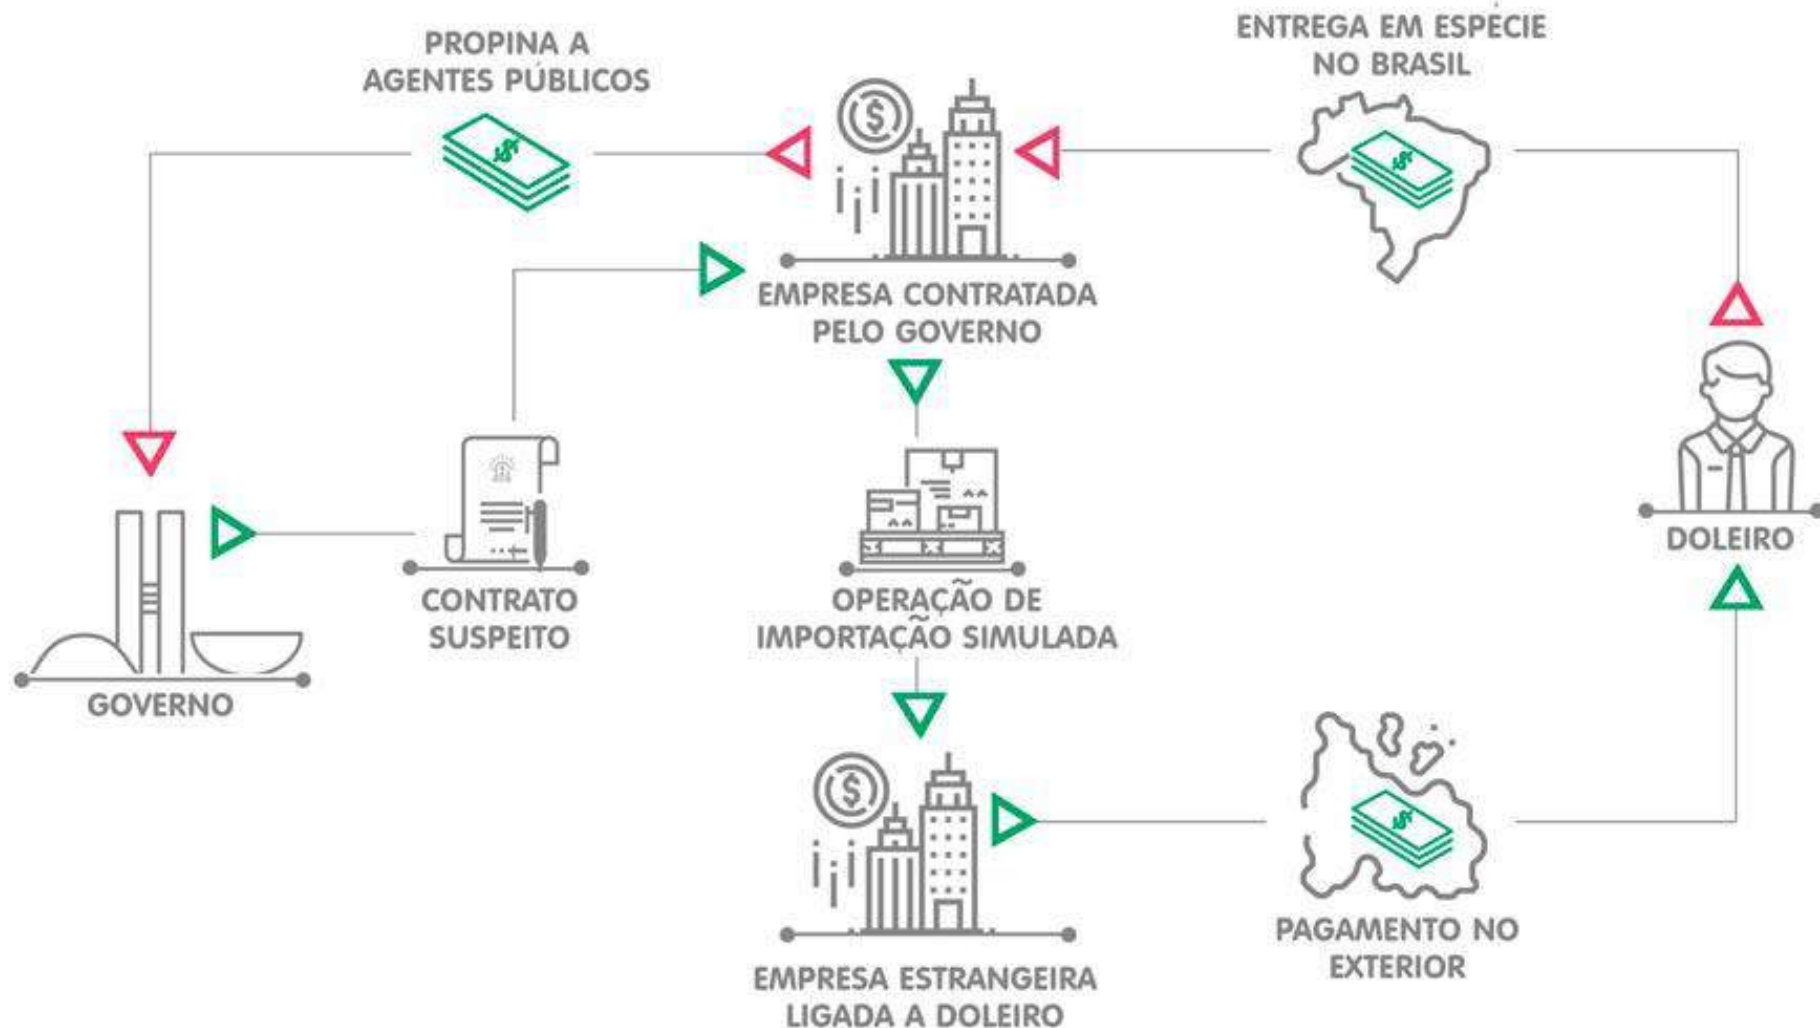 PROPINA A
AGENTES PÚBLICOS
ENTREGA EM ESPÉCIE
NO BRASIL
EMPRESA CONTRATADA
PELO GOVERNO
DOLEIRO
CONTRATO
SUSPEITO
OPERAÇÃO DE
IMPORTAÇÃO SIMULADA
GOVERNO
PAGAMENTO NO
EXTERIOR
EMPRESA ESTRANGEIRA
LIGADA A DOLEIRO